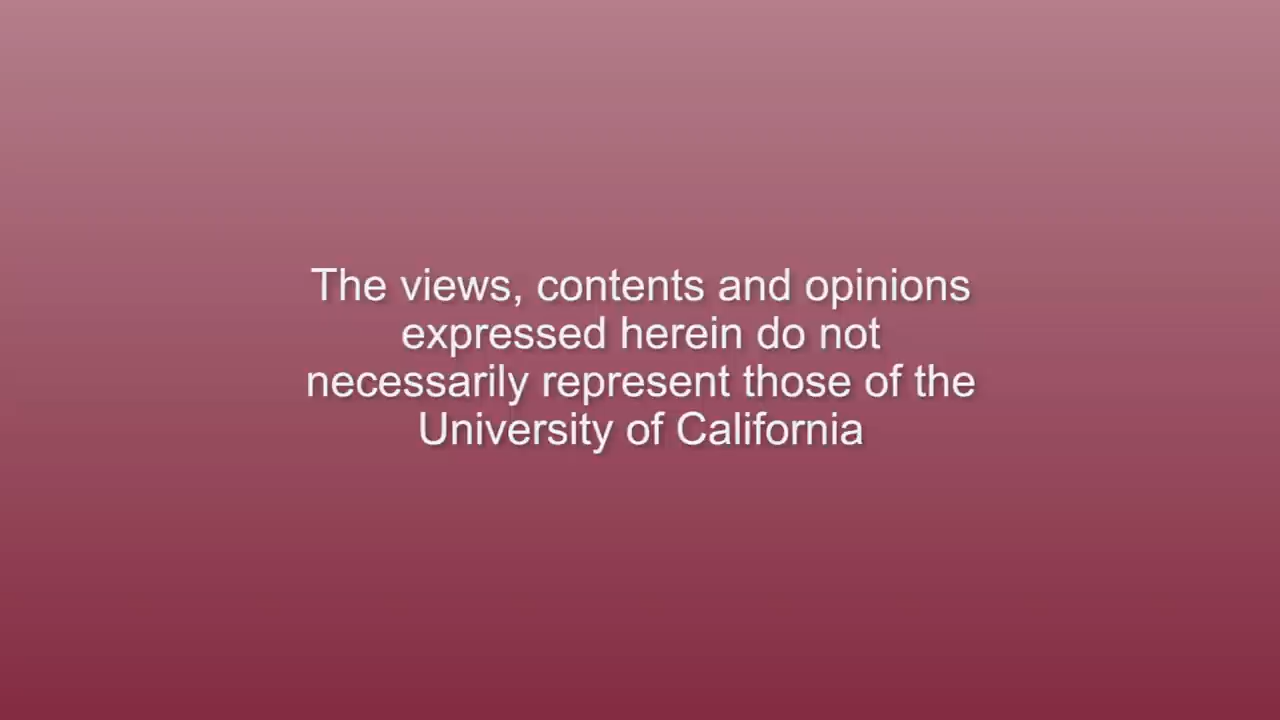 The views, contents and opinions
expressed herein do not
necessarily represent those of the
University of California